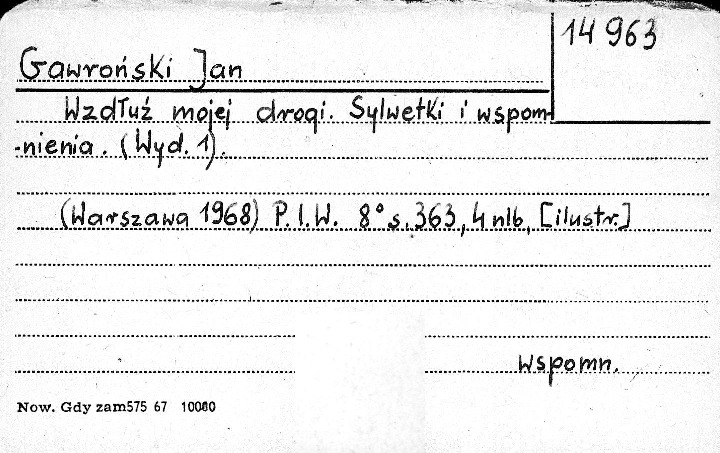 14963
Gawroński Jan
Wzdłuż mojej drogi. Sylwetki i wspom-
-nienia. (Wyd. 1).
(Warszawa 1968) P.I.W. 8° s. 363, 4 nlb, [ilustr.]
wspomn.
Now. Gdy zam575 67 10000